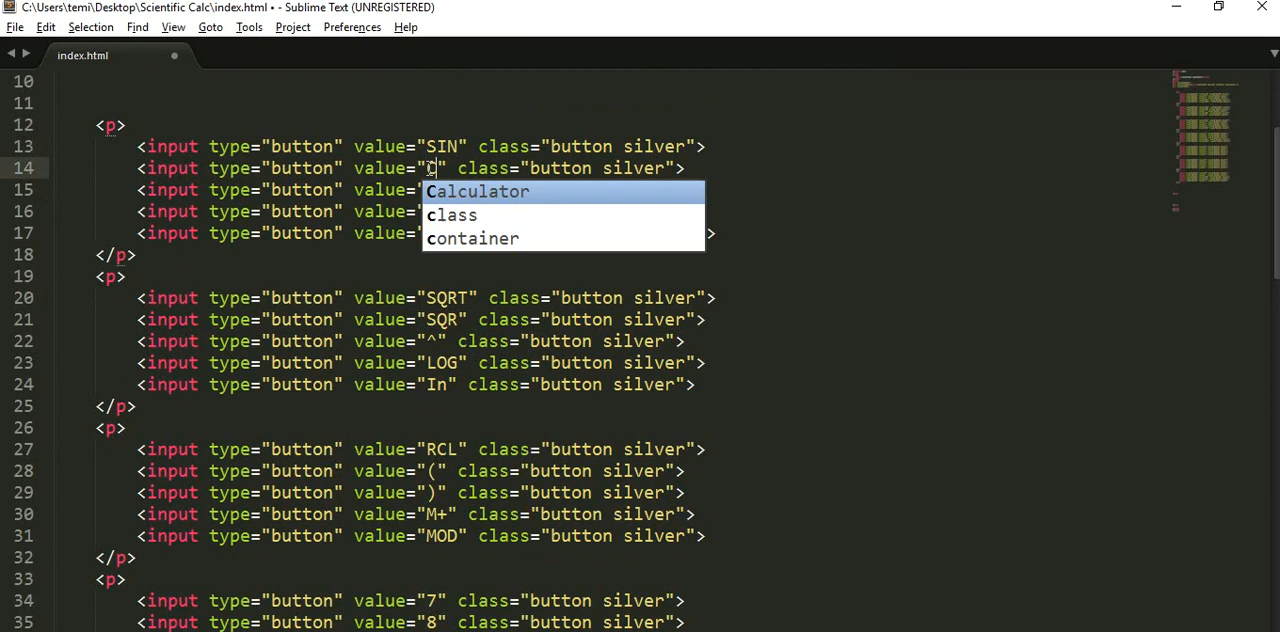 C:\Users\temi\Desktop\Scientific Calc\index.html • - Sublime Text (UNREGISTERED)
File Edit Selection Find View Goto Tools Project Preferences Help
index.html
10
11
12 <p>
13 <input type="button" value="SIN" class="button silver">
14 <input type="button" value="C" class="button silver">
Calculator
class
container
15 <input type="button" value="
16 <input type="button" value="
17 <input type="button" value=" >
18 </p>
19 <p>
20 <input type="button" value="SQRT" class="button silver">
21 <input type="button" value="SQR" class="button silver">
22 <input type="button" value="^" class="button silver">
23 <input type="button" value="LOG" class="button silver">
24 <input type="button" value="In" class="button silver">
25 </p>
26 <p>
27 <input type="button" value="RCL" class="button silver">
28 <input type="button" value="(" class="button silver">
29 <input type="button" value=")" class="button silver">
30 <input type="button" value="M+" class="button silver">
31 <input type="button" value="MOD" class="button silver">
32 </p>
33 <p>
34 <input type="button" value="7" class="button silver">
35 <input type="button" value="8" class="button silver">